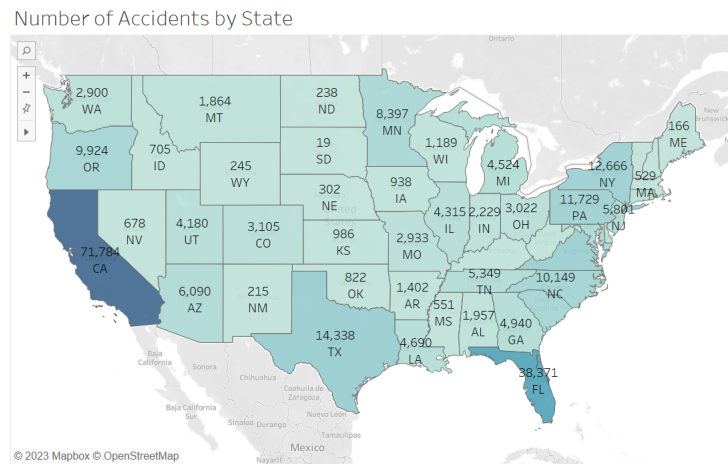 Number of Accidents by State
Ontario
2,900
WA
1,864
MT
238
ND
8,397
MN
New
Brunswick
166
ME
9,924
OR
705
ID
19
SD
1,189
WI
4,524
MI
12,666
NY
529
MA
245
WY
302
NE
938
IA
4,315
IL
2,229
IN
3,022
OH
11,729
PA
5,801
NJ
678
NV
4,180
UT
3,105
CO
986
KS
2,933
MO
71,784
CA
6,090
AZ
215
NM
822
OK
1,402
AR
5,349
TN
10,149
NC
551
MS
1,957
AL
4,940
GA
14,338
TX
4,690
LA
38,371
FL
Baja
California
Sonora
Chihuahua
Coahuila de
Zaragoza
Baja California
Sur
Sinaloa
Durango
Nuevo León
Tamaulipas
Mexico
Nayarit
© 2023 Mapbox © OpenStreetMap